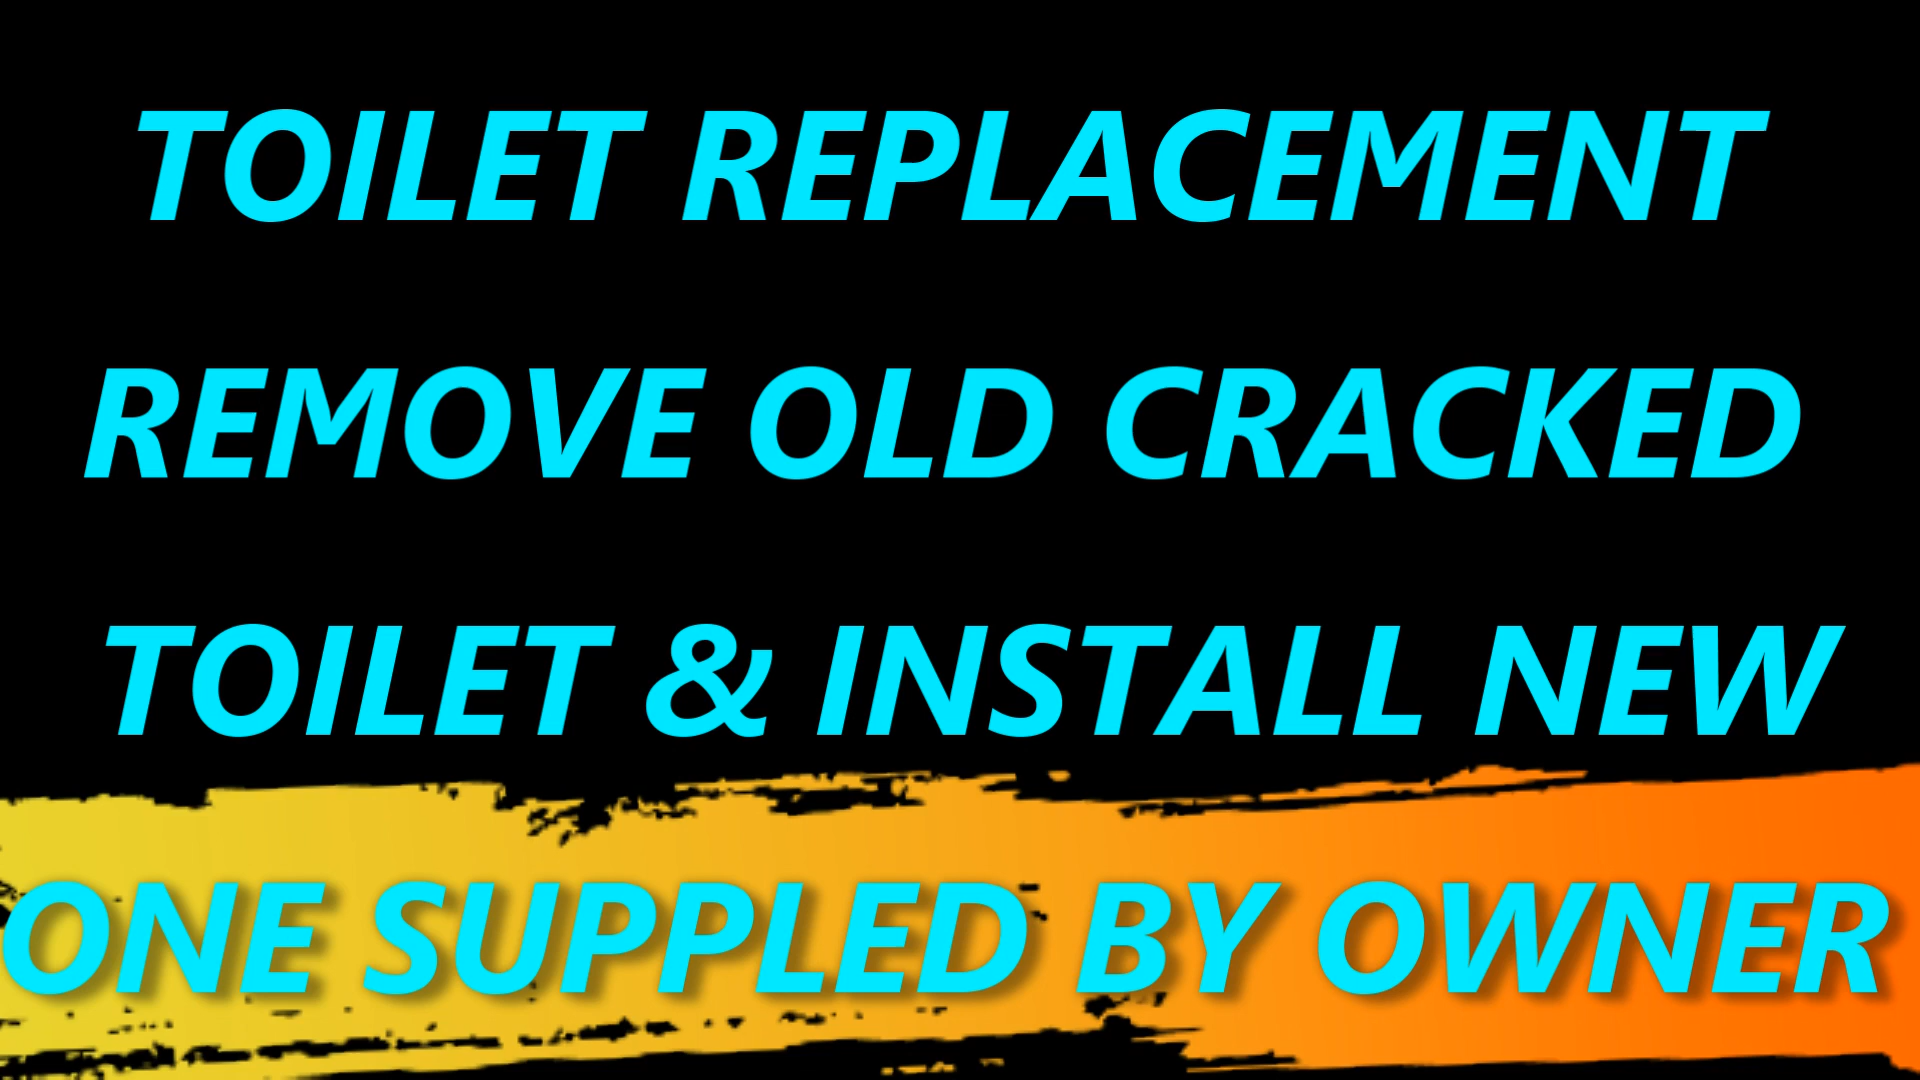 TOILET REPLACEMENT
REMOVE OLD CRACKED
TOILET & INSTALL NEW
ONE SUPPLED BY OWNER